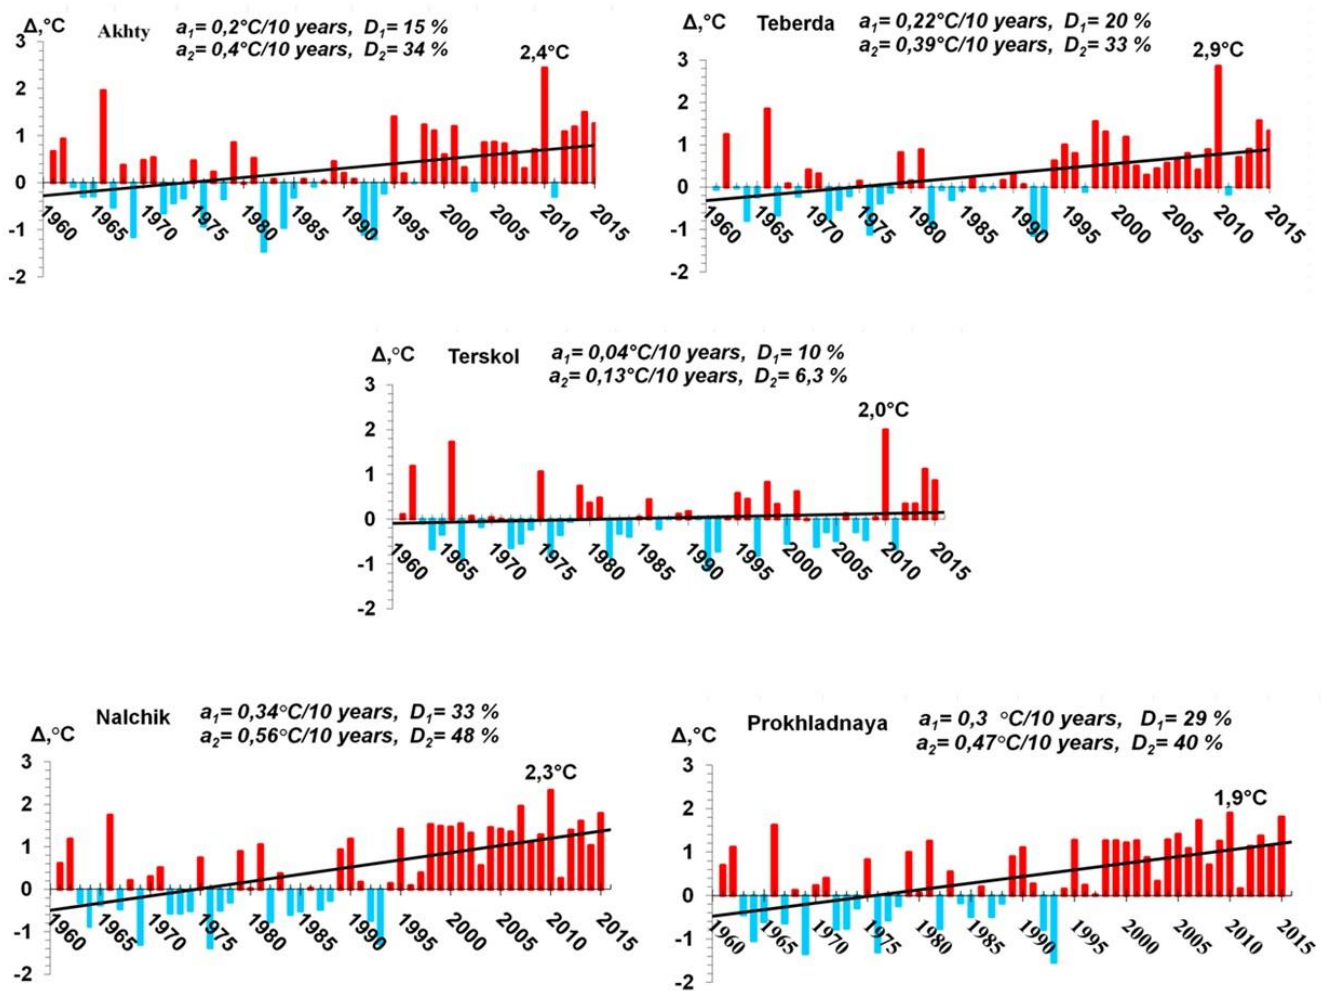 Δ,°C Akhty a₁= 0,2°C/10 years, D₁= 15 %
a₂= 0,4°C/10 years, D₂= 34 %
2,4°C
3
2
1
0
-1
-2
1960 1965 1970 1975 1980 1985 1990 1995 2000 2005 2010 2015
Δ,°C Teberda a₁= 0,22°C/10 years, D₁= 20 %
a₂= 0,39°C/10 years, D₂= 33 %
2,9°C
3
2
1
0
-1
-2
1960 1965 1970 1975 1980 1985 1990 1995 2000 2005 2010 2015
Δ,°C Terskol a₁= 0,04°C/10 years, D₁= 10 %
a₂= 0,13°C/10 years, D₂= 6,3 %
2,0°C
3
2
1
0
-1
-2
1960 1965 1970 1975 1980 1985 1990 1995 2000 2005 2010 2015
Nalchik a₁= 0,34°C/10 years, D₁= 33 %
Δ,°C a₂= 0,56°C/10 years, D₂= 48 %
2,3°C
3
2
1
0
-1
-2
1960 1965 1970 1975 1980 1985 1990 1995 2000 2005 2010 2015
Prokhladnaya a₁= 0,3 °C/10 years, D₁= 29 %
Δ,°C a₂= 0,47°C/10 years, D₂= 40 %
1,9°C
3
2
1
0
-1
-2
1960 1965 1970 1975 1980 1985 1990 1995 2000 2005 2010 2015